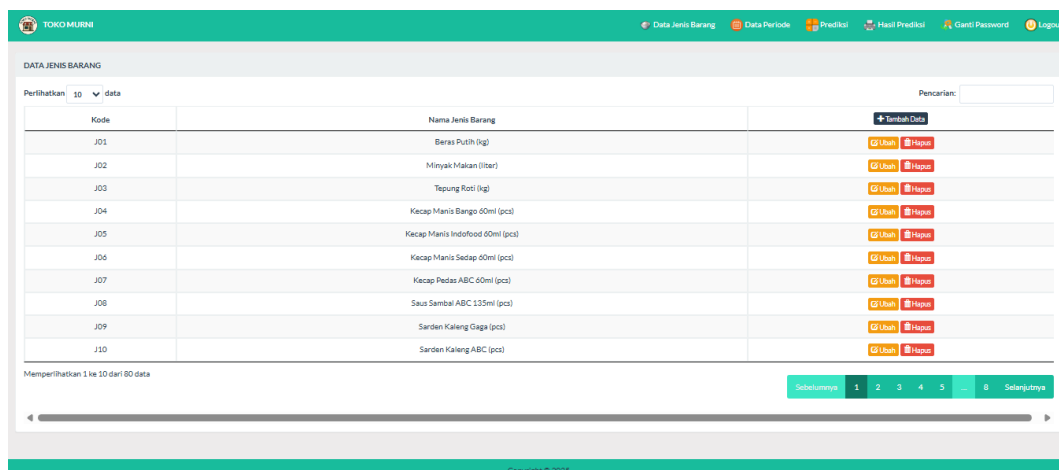 TOKO MURNI Data Jenis Barang Data Periode Prediksi Hasil Prediksi Ganti Password Logou
DATA JENIS BARANG
Perlihatkan 10 data Pencarian:
Kode Nama Jenis Barang Tambah Data
J01 Beras Putih (kg) Ubah Hapus
J02 Minyak Makan (liter) Ubah Hapus
J03 Tepung Roti (kg) Ubah Hapus
J04 Kecap Manis Bango 60ml (pcs) Ubah Hapus
J05 Kecap Manis Indofood 60ml (pcs) Ubah Hapus
J06 Kecap Manis Sedap 60ml (pcs) Ubah Hapus
J07 Kecap Pedas ABC 60ml (pcs) Ubah Hapus
J08 Saus Sambal ABC 135ml (pcs) Ubah Hapus
J09 Sarden Kaleng Gaga (pcs) Ubah Hapus
J10 Sarden Kaleng ABC (pcs) Ubah Hapus
Memperlihatkan 1 ke 10 dari 80 data
Sebelumnya 1 2 3 4 5 ... 8 Selanjutnya